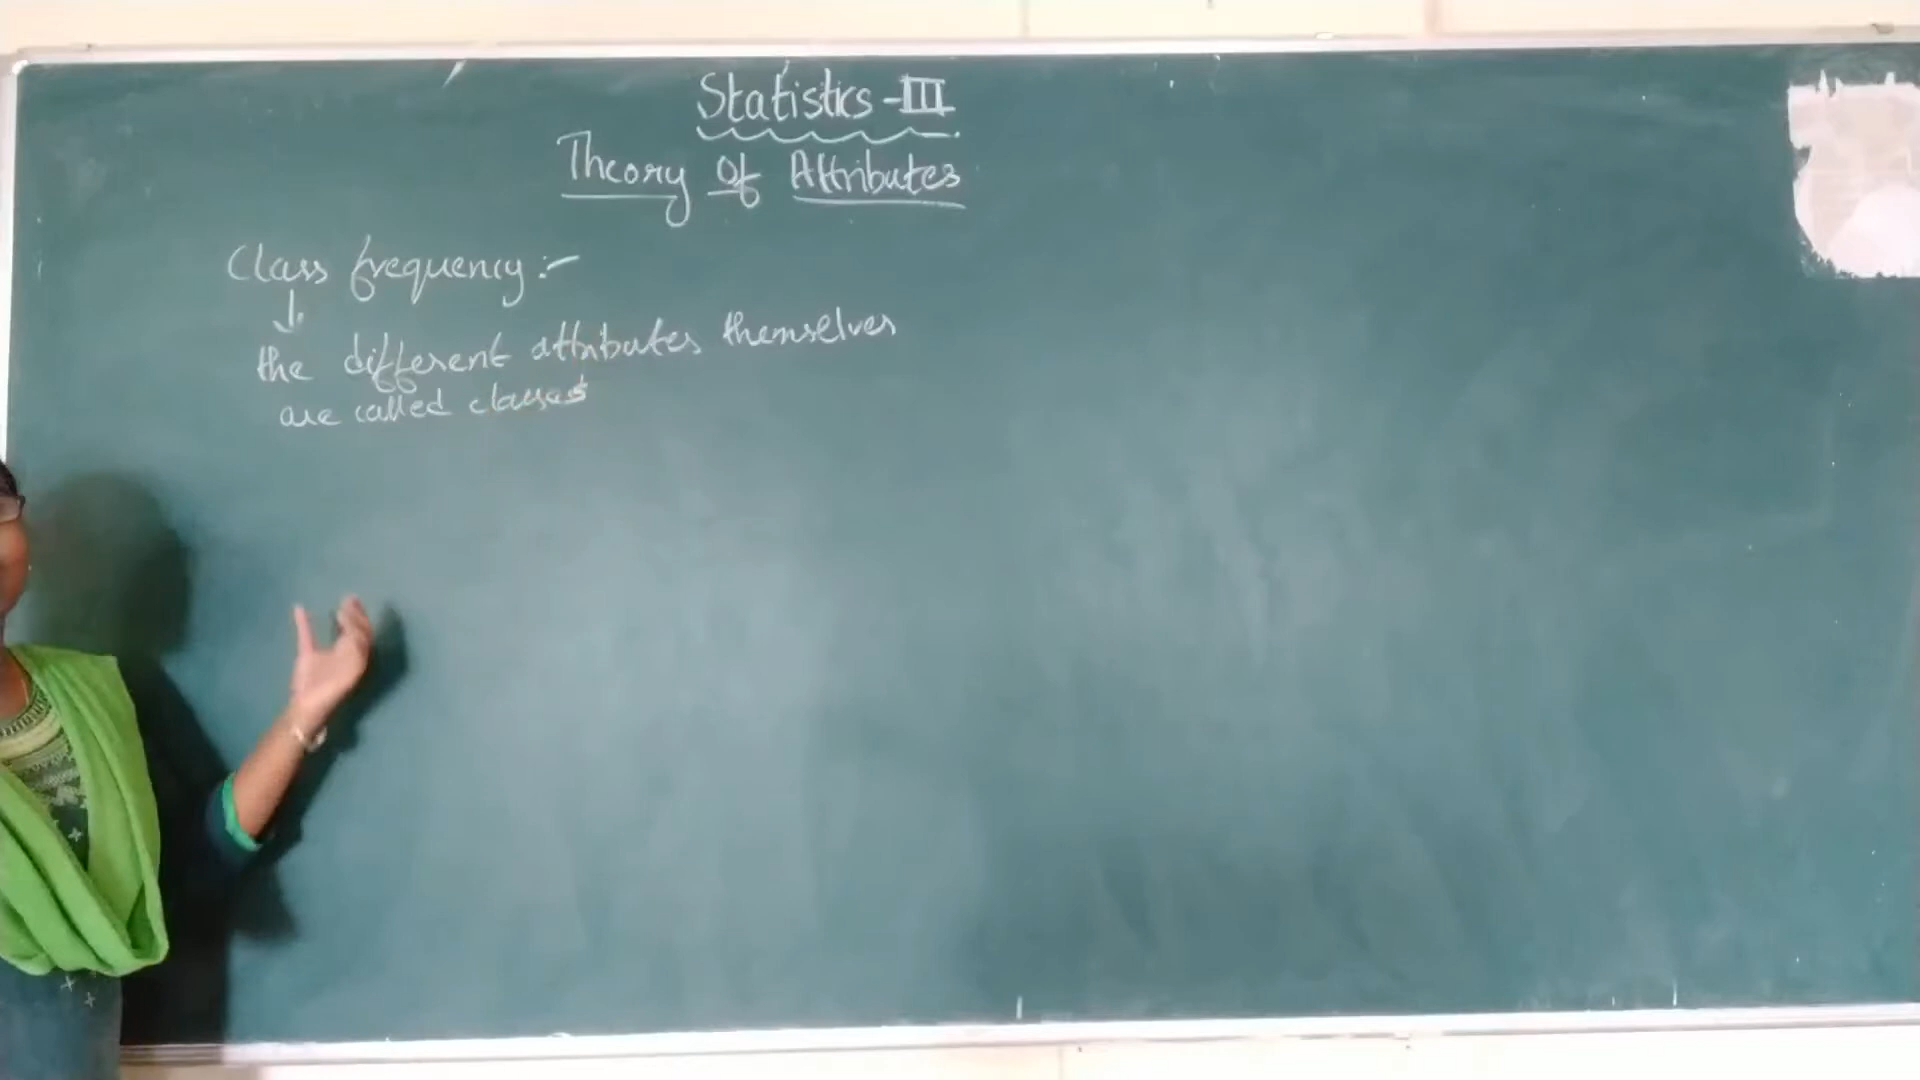 Statistics-III
Theory of Attributes
Class frequency :-
the different attributes themselves
are called classes